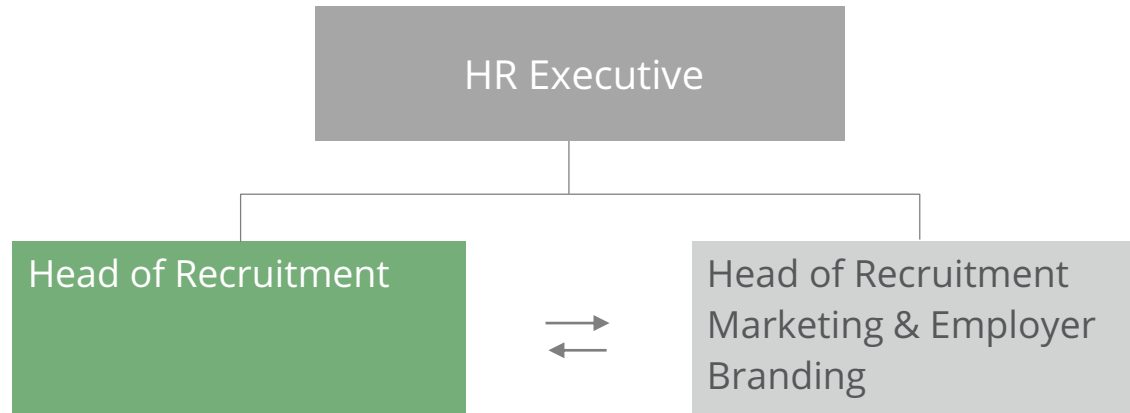 HR Executive
Head of Recruitment
Head of Recruitment
Marketing & Employer
Branding